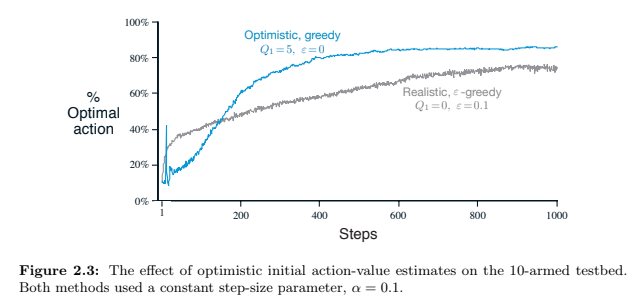 100%
80%
60%
40%
20%
0%
%
Optimal
action
Optimistic, greedy
Q₁=5, ε=0
Realistic, ε-greedy
Q₁=0, ε=0.1
1
200
400
600
800
1000
Steps
Figure 2.3: The effect of optimistic initial action-value estimates on the 10-armed testbed.
Both methods used a constant step-size parameter, α = 0.1.